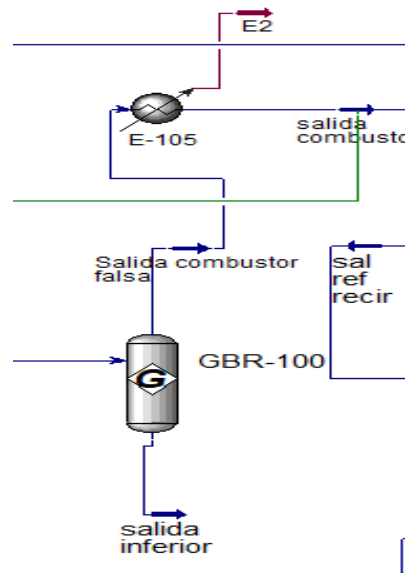 E2
E-105
salida
combusto
Salida combustor
falsa
sal
ref
recir
G
GBR-100
salida
inferior